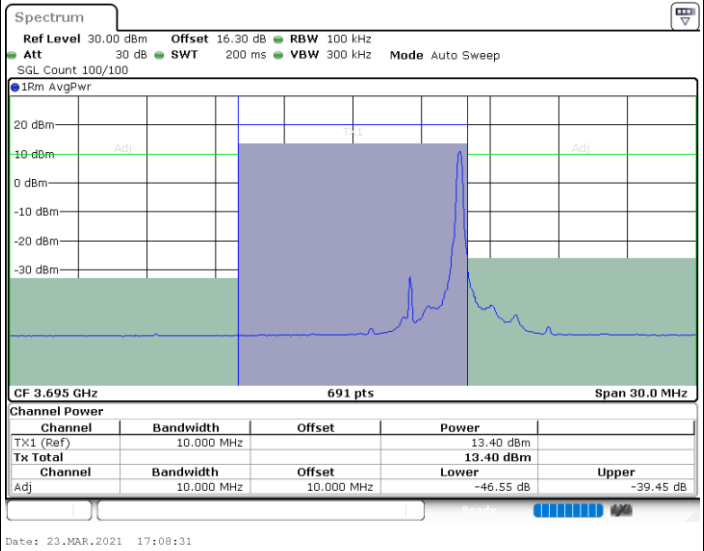 Spectrum
Ref Level 30.00 dBm Offset 16.30 dB RBW 100 kHz
Att 30 dB SWT 200 ms VBW 300 kHz Mode Auto Sweep
SGL Count 100/100
1Rm AvgPwr
20 dBm
TX1
Adj Adj
10 dBm
0 dBm
-10 dBm
-20 dBm
-30 dBm
CF 3.695 GHz 691 pts Span 30.0 MHz
Channel Power
Channel Bandwidth Offset Power
TX1 (Ref) 10.000 MHz 13.40 dBm
Tx Total 13.40 dBm
Channel Bandwidth Offset Lower Upper
Adj 10.000 MHz 10.000 MHz -46.55 dB -39.45 dB
Ready
Date: 23.MAR.2021 17:08:31